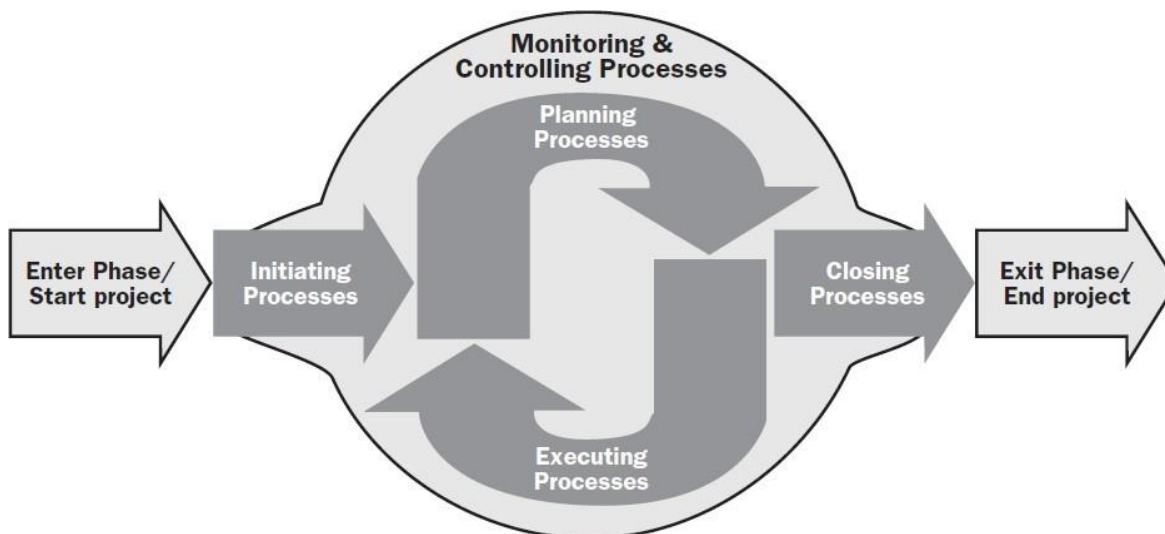 Monitoring &
Controlling Processes
Planning
Processes
Enter Phase/
Start project
Initiating
Processes
Closing
Processes
Exit Phase/
End project
Executing
Processes